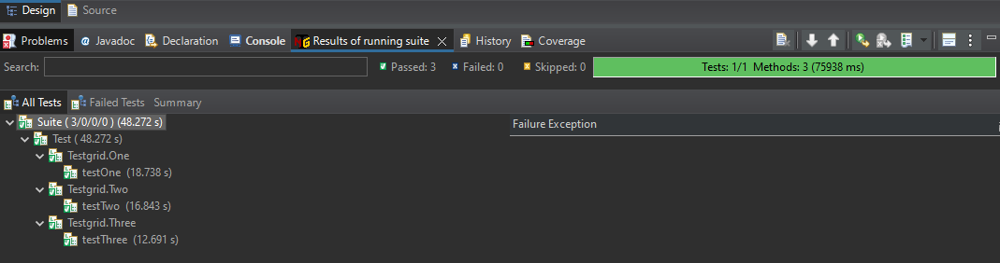 Design Source
Problems @ Javadoc Declaration Console Results of running suite History Coverage
Search: Passed: 3 Failed: 0 Skipped: 0 Tests: 1/1 Methods: 3 (75938 ms)
All Tests Failed Tests Summary
Suite ( 3/0/0/0 ) (48.272 s) Failure Exception
Test ( 48.272 s)
Testgrid.One
testOne (18.738 s)
Testgrid.Two
testTwo (16.843 s)
Testgrid.Three
testThree (12.691 s)